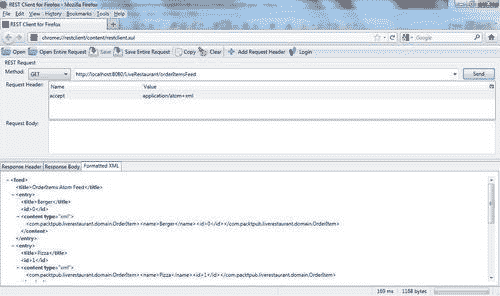 REST Client for Firefox
File Edit View History Bookmarks Tools Help
REST Client for Firefox
chrome://restclient/content/restclient.xul
Google
Open Open Entire Request Save Save Entire Request Copy Clear Add Request Header Login
REST Request
Method: GET http://localhost:8080/LiveRestaurant/orderItemsFeed Send
Request Header: Name Value
accept application/atom+xml
Request Body:
Response Header Response Body Formatted XML
- <feed>
<title>OrderItems Atom Feed</title>
- <entry>
<title>Berger</title>
<id>0</id>
- <content type="xml">
<com.packtpub.liverestaurant.domain.OrderItem> <name>Berger</name> <id>0</id> </com.packtpub.liverestaurant.domain.OrderItem>
</content>
</entry>
- <entry>
<title>Pizza</title>
<id>1</id>
- <content type="xml">
<com.packtpub.liverestaurant.domain.OrderItem> <name>Pizza</name> <id>1</id> </com.packtpub.liverestaurant.domain.OrderItem>
1168 bytes